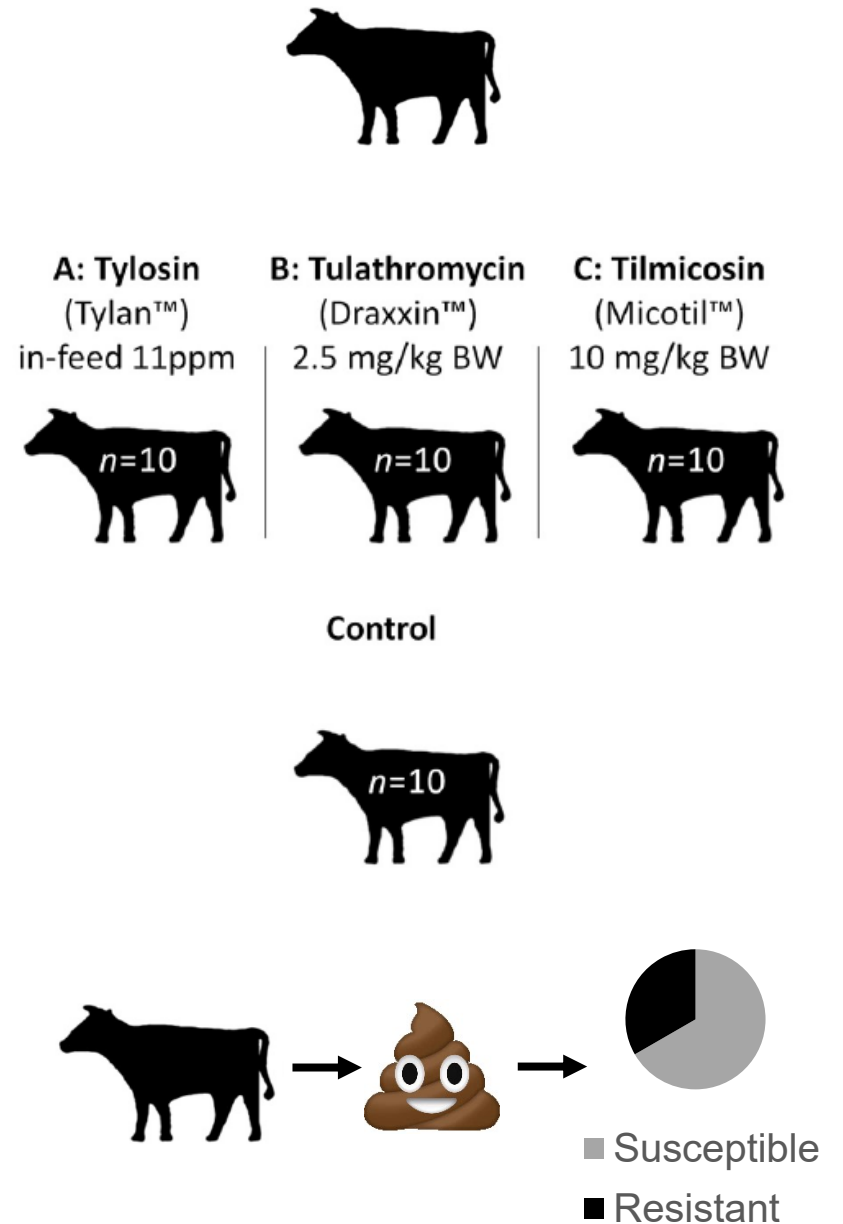 A: Tylosin
(Tylan™)
in-feed 11ppm
B: Tulathromycin
(Draxxin™)
2.5 mg/kg BW
C: Tilmicosin
(Micotil™)
10 mg/kg BW
n=10
n=10
n=10
Control
n=10
Susceptible
Resistant